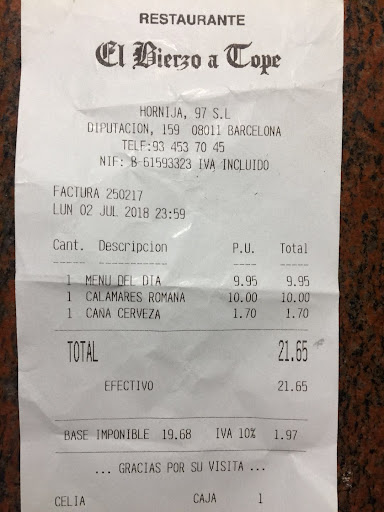 RESTAURANTE
El Bierzo a Tope
HORNIJA, 97 S.L
DIPUTACION, 159 08011 BARCELONA
TELF:93 453 70 45
NIF: B-61593323 IVA INCLUIDO
FACTURA 250217
LUN 02 JUL 2018 23:59
Cant. Descripcion P.U. Total
1 MENU DEL DIA 9.95 9.95
1 CALAMARES ROMANA 10.00 10.00
1 CAÑA CERVEZA 1.70 1.70
TOTAL 21.65
EFECTIVO 21.65
BASE IMPONIBLE 19.68 IVA 10% 1.97
... GRACIAS POR SU VISITA ...
CELIA CAJA 1